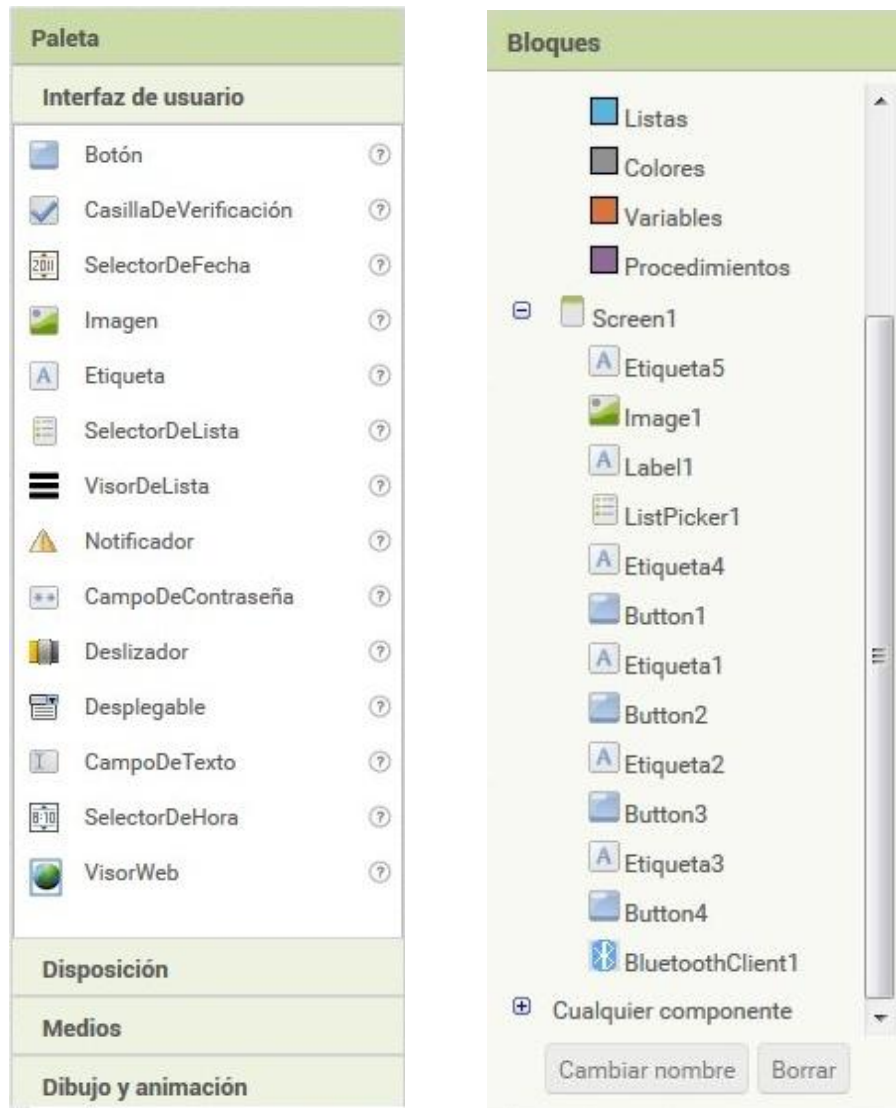 Paleta
Interfaz de usuario
Botón
CasillaDeVerificación
SelectorDeFecha
Imagen
Etiqueta
SelectorDeLista
VisorDeLista
Notificador
CampoDeContraseña
Deslizador
Desplegable
CampoDeTexto
SelectorDeHora
VisorWeb
Disposición
Medios
Dibujo y animación
Bloques
Listas
Colores
Variables
Procedimientos
Screen1
Etiqueta5
Image1
Label1
ListPicker1
Etiqueta4
Button1
Etiqueta1
Button2
Etiqueta2
Button3
Etiqueta3
Button4
BluetoothClient1
Cualquier componente
Cambiar nombre Borrar